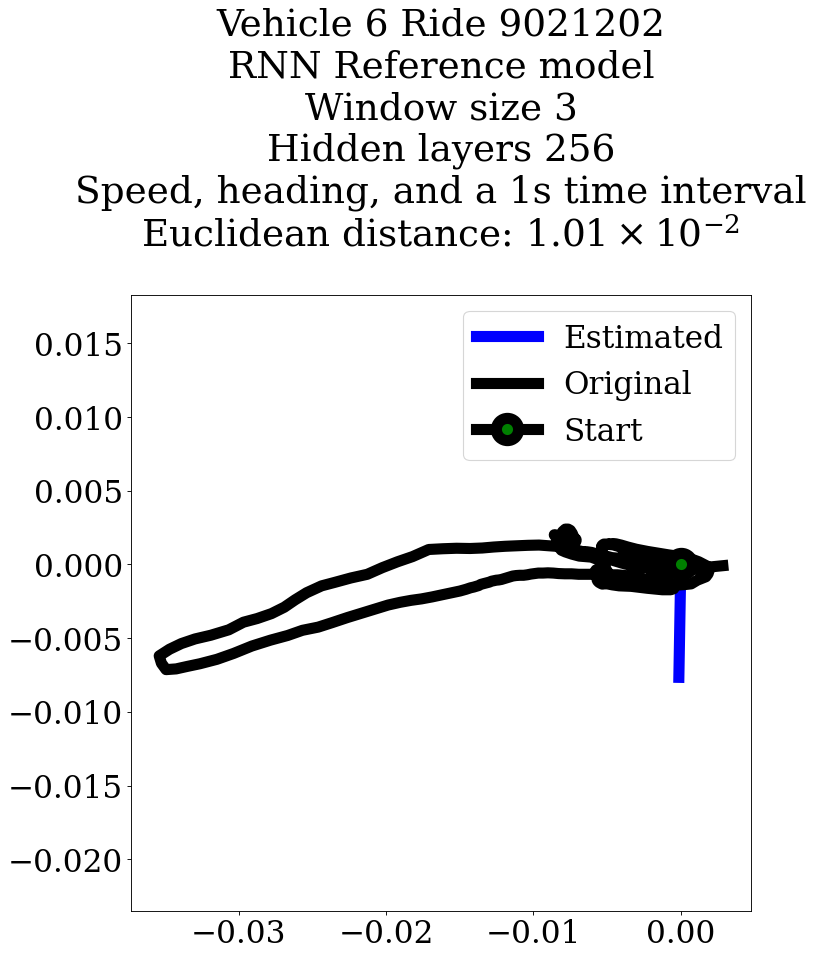 Vehicle 6 Ride 9021202
RNN Reference model
Window size 3
Hidden layers 256
Speed, heading, and a 1s time interval
Euclidean distance: 1.01 × 10⁻²
Estimated
Original
Start
0.015
0.010
0.005
0.000
−0.005
−0.010
−0.015
−0.020
−0.03 −0.02 −0.01 0.00